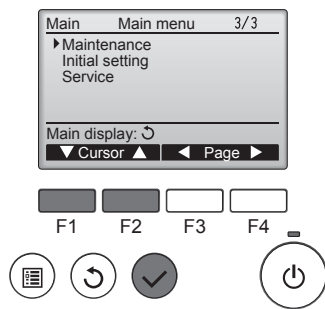 Main Main menu 3/3
Maintenance
Initial setting
Service
Main display:
Cursor Page
F1 F2 F3 F4